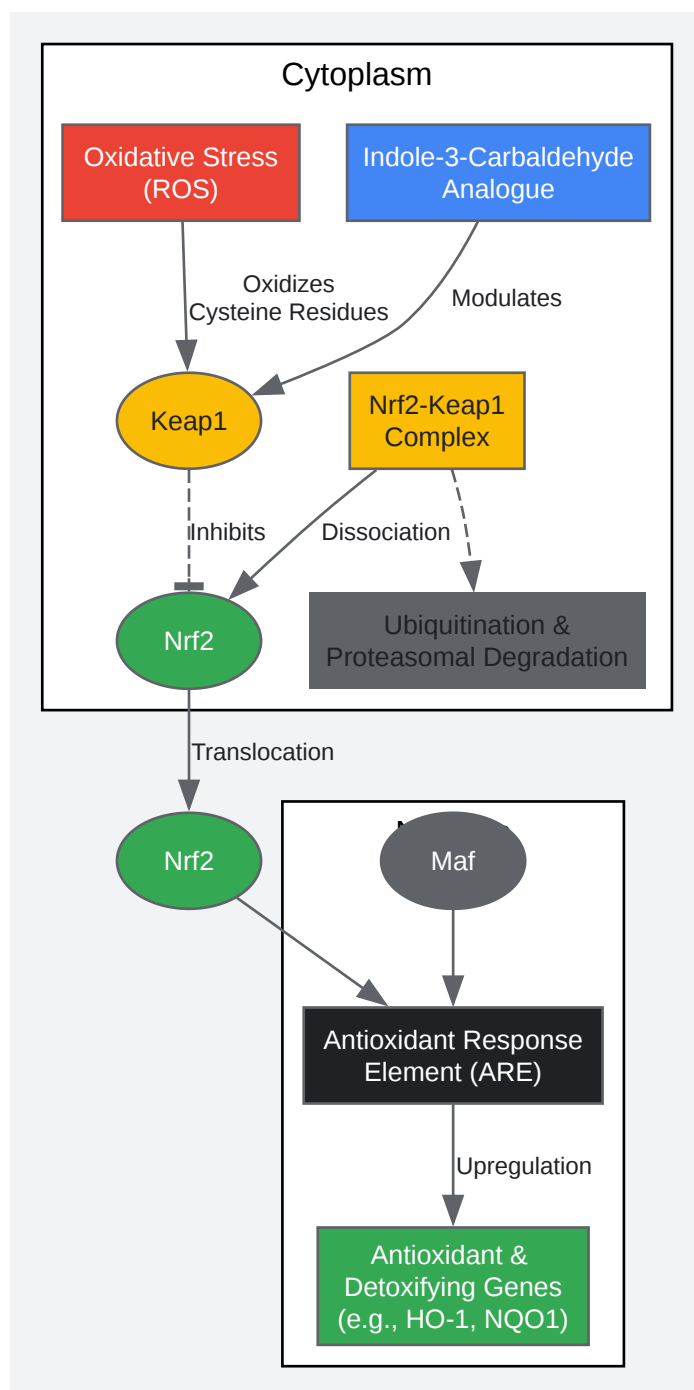 Cytoplasm
Oxidative Stress
(ROS)
Indole-3-Carbaldehyde
Analogue
Oxidizes
Cysteine Residues
Modulates
Keap1
Nrf2-Keap1
Complex
Inhibits
Dissociation
Nrf2
Ubiquitination &
Proteasomal Degradation
Translocation
Nrf2
Maf
Antioxidant Response
Element (ARE)
Upregulation
Antioxidant &
Detoxifying Genes
(e.g., HO-1, NQO1)